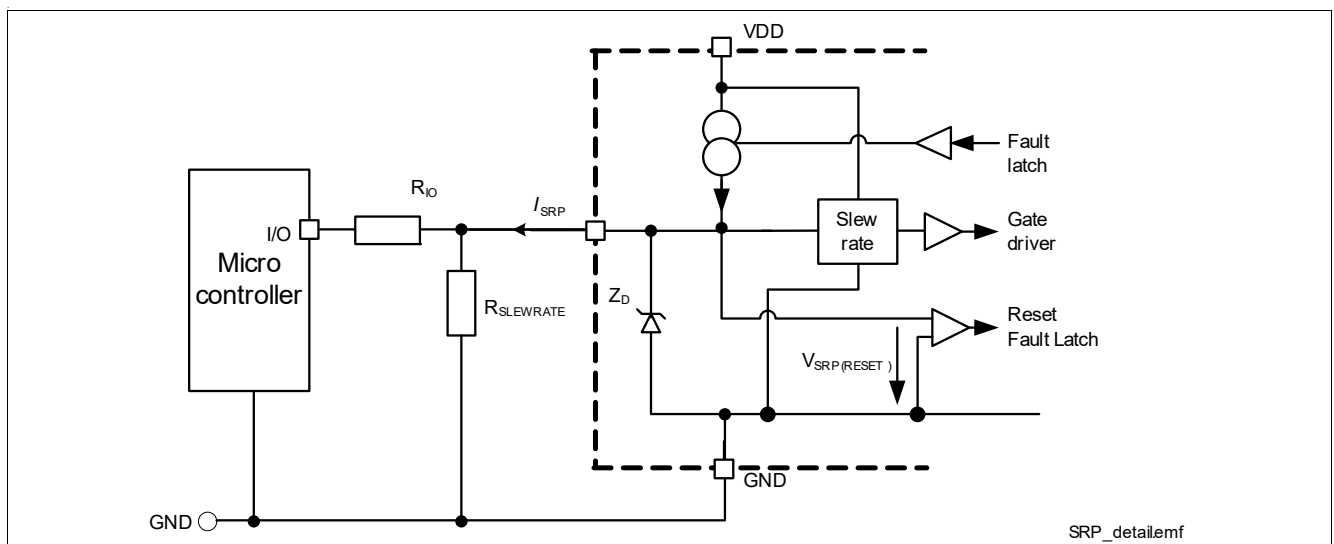 VDD
Fault
latch
R_IO
I_SRP
I/O
Micro
controller
Slew
rate
Gate
driver
Z_D
R_SLEWRATE
Reset
Fault Latch
V_SRP(RESET )
GND
GND
SRP_detail.emf